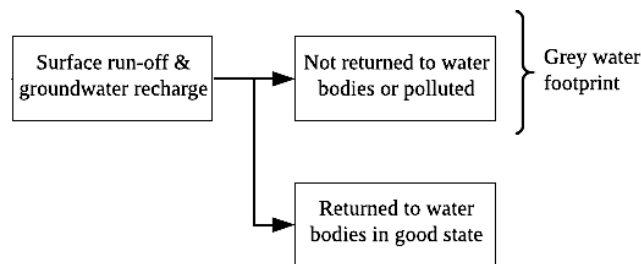 Surface run-off &
groundwater recharge
Not returned to water
bodies or polluted
Grey water
footprint
Returned to water
bodies in good state